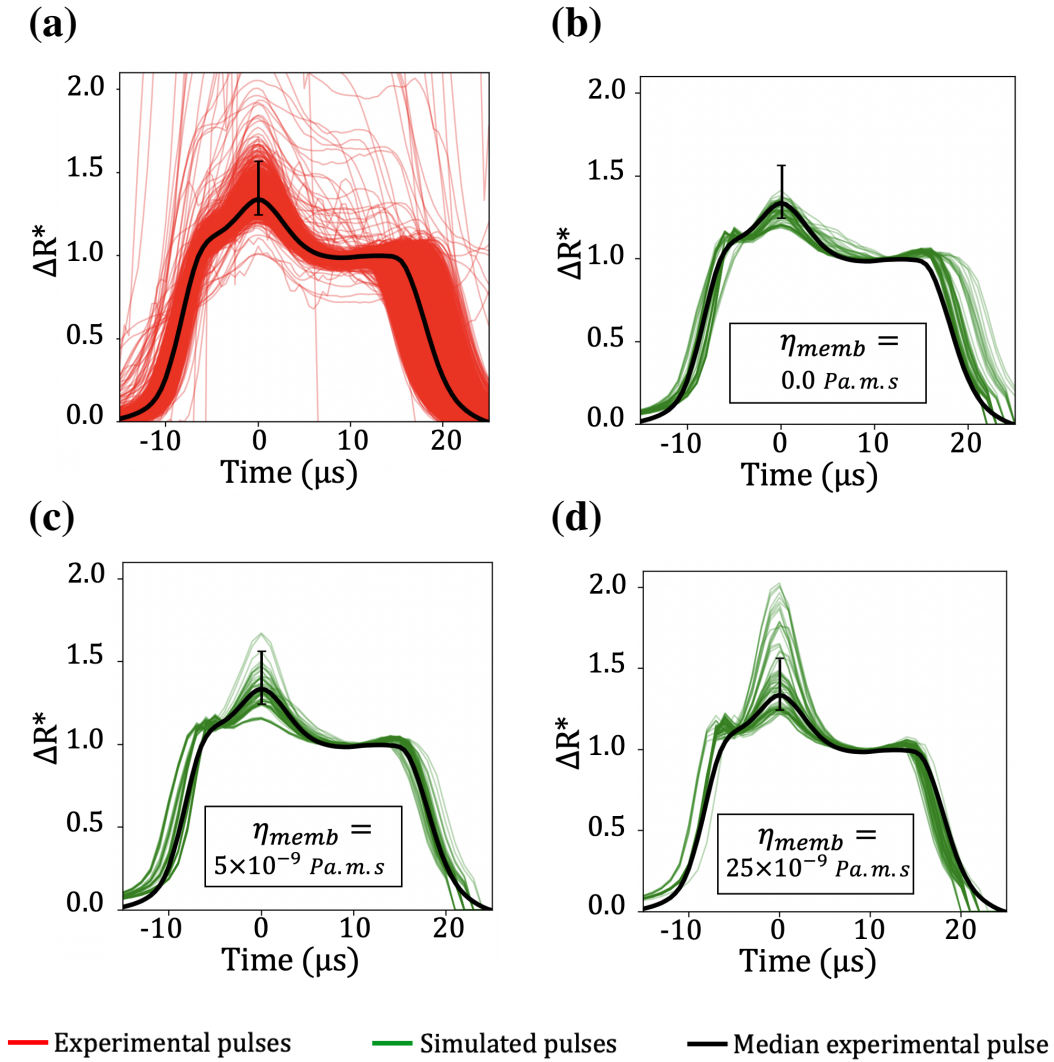 (a)
2.0
1.5
1.0
0.5
0.0
ΔR*
-10
0
10
20
Time (μs)
(b)
2.0
1.5
1.0
0.5
0.0
ΔR*
η_memb =
0.0 Pa.m.s
-10
0
10
20
Time (μs)
(c)
2.0
1.5
1.0
0.5
0.0
ΔR*
η_memb =
5×10⁻⁹ Pa.m.s
-10
0
10
20
Time (μs)
(d)
2.0
1.5
1.0
0.5
0.0
ΔR*
η_memb =
25×10⁻⁹ Pa.m.s
-10
0
10
20
Time (μs)
Experimental pulses
Simulated pulses
Median experimental pulse